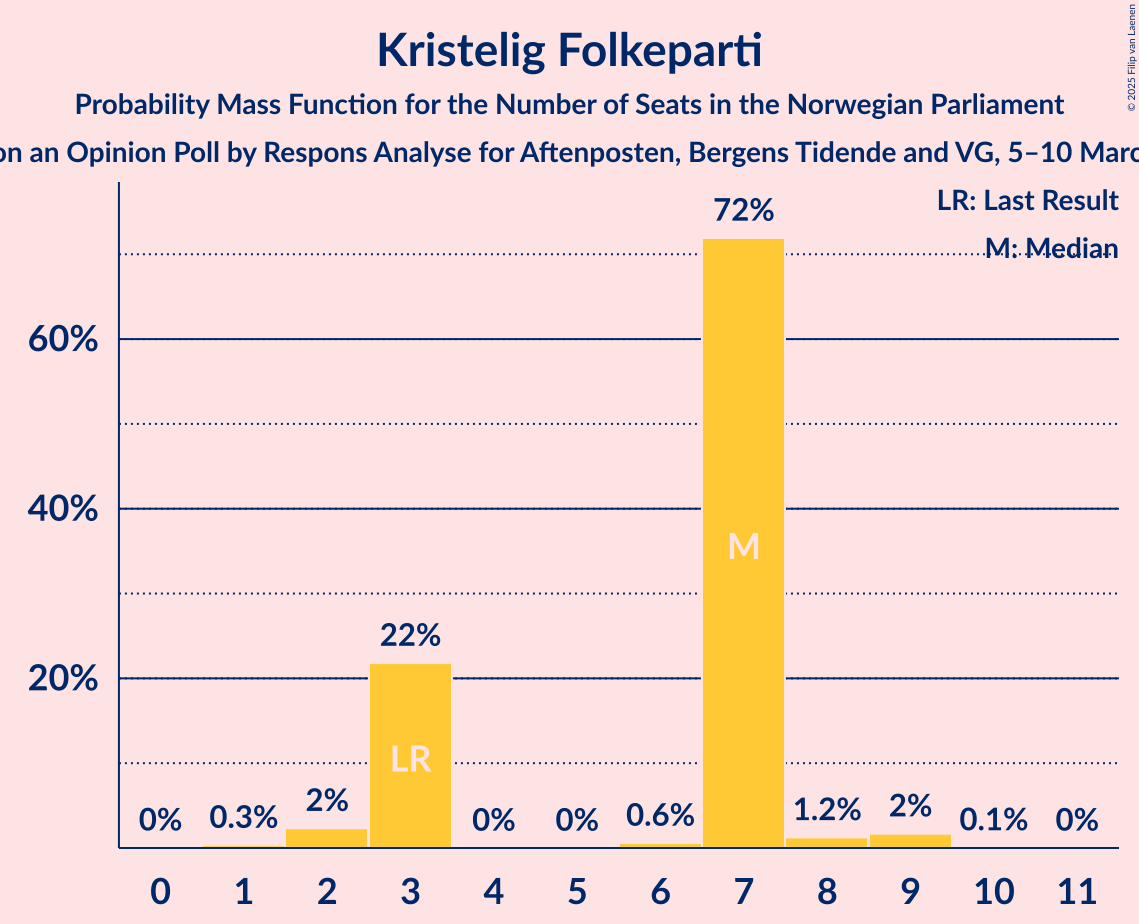 © 2025 Filip van Laenen
Kristelig Folkeparti
Probability Mass Function for the Number of Seats in the Norwegian Parliament
on an Opinion Poll by Respons Analyse for Aftenposten, Bergens Tidende and VG, 5–10 Marc
LR: Last Result
M: Median
72%
60%
40%
M
22%
20%
LR
0% 0.3% 2% 0% 0% 0.6% 1.2% 2% 0.1% 0%
0 1 2 3 4 5 6 7 8 9 10 11